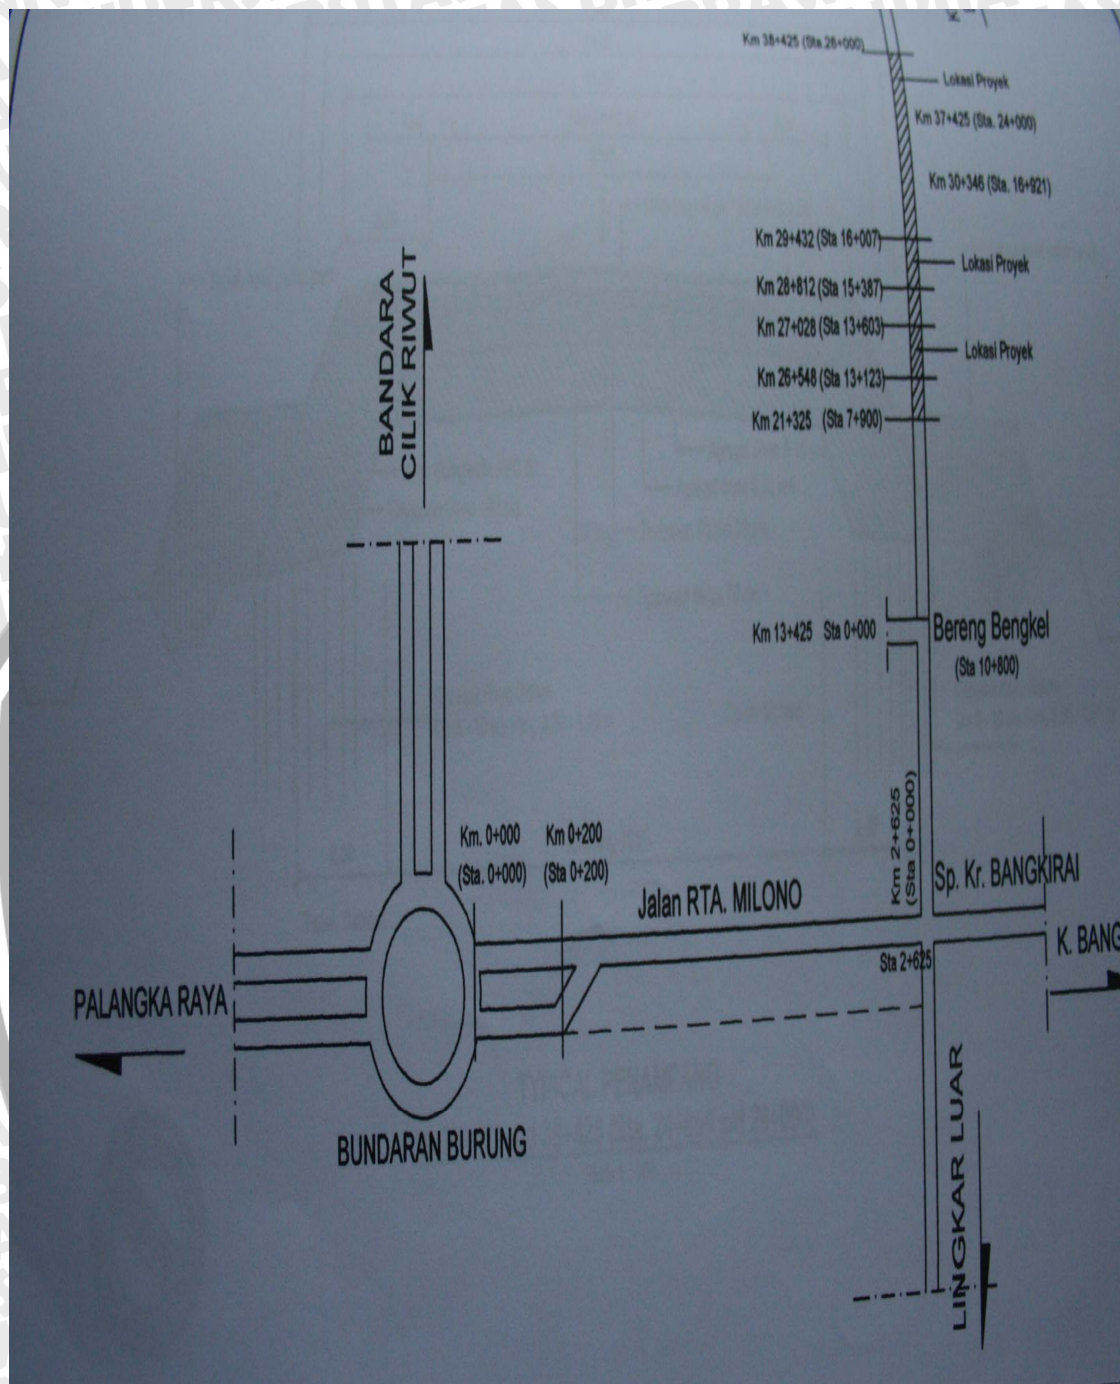 Km 38+425 (Sta.26+000)
Lokasi Proyek
Km 37+425 (Sta. 24+000)
Km 30+346 (Sta. 16+921)
Km 29+432 (Sta 16+007)
Lokasi Proyek
Km 28+812 (Sta 15+387)
Km 27+028 (Sta 13+603)
Lokasi Proyek
Km 26+548 (Sta 13+123)
Km 21+325 (Sta 7+900)
BANDARA
CILIK RIWUT
Km 13+425 Sta 0+000
Bereng Bengkel
(Sta 10+800)
Km 2+625
(Sta 0+000)
Km. 0+000
(Sta. 0+000)
Km 0+200
(Sta 0+200)
Jalan RTA. MILONO
Sp. Kr. BANGKIRAI
K. BANG
Sta 2+625
PALANGKA RAYA
BUNDARAN BURUNG
LINGKAR LUAR
TYPICAL PENAMPANG